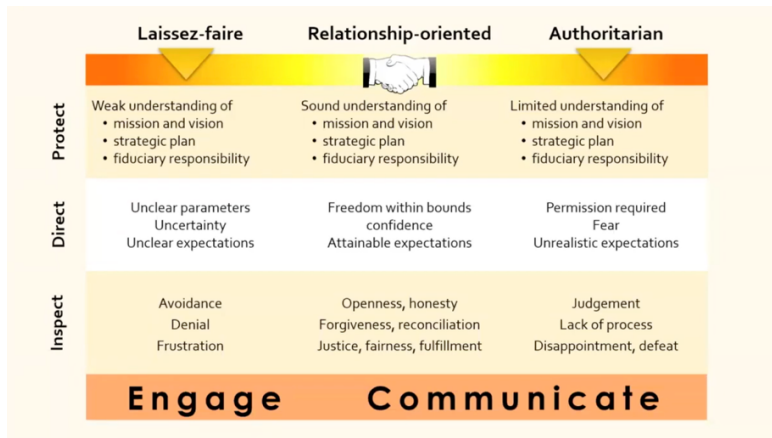 Laissez-faire Relationship-oriented Authoritarian
Protect
Weak understanding of
• mission and vision
• strategic plan
• fiduciary responsibility
Sound understanding of
• mission and vision
• strategic plan
• fiduciary responsibility
Limited understanding of
• mission and vision
• strategic plan
• fiduciary responsibility
Direct
Unclear parameters
Uncertainty
Unclear expectations
Freedom within bounds
confidence
Attainable expectations
Permission required
Fear
Unrealistic expectations
Inspect
Avoidance
Denial
Frustration
Openness, honesty
Forgiveness, reconciliation
Justice, fairness, fulfillment
Judgement
Lack of process
Disappointment, defeat
Engage Communicate